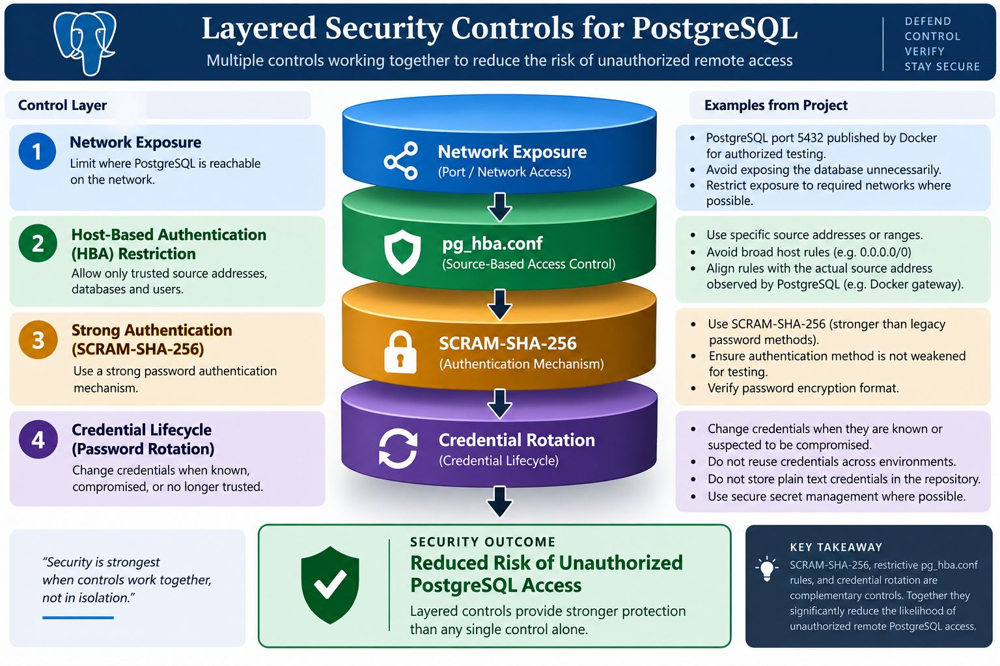 Layered Security Controls for PostgreSQL
Multiple controls working together to reduce the risk of unauthorized remote access
DEFEND
CONTROL
VERIFY
STAY SECURE
Control Layer
1
Network Exposure
Limit where PostgreSQL is reachable
on the network.
2
Host-Based Authentication
(HBA) Restriction
Allow only trusted source addresses,
databases and users.
3
Strong Authentication
(SCRAM-SHA-256)
Use a strong password authentication
mechanism.
4
Credential Lifecycle
(Password Rotation)
Change credentials when known,
compromised, or no longer trusted.
Network Exposure
(Port / Network Access)
pg_hba.conf
(Source-Based Access Control)
SCRAM-SHA-256
(Authentication Mechanism)
Credential Rotation
(Credential Lifecycle)
Examples from Project
• PostgreSQL port 5432 published by Docker
for authorized testing.
• Avoid exposing the database unnecessarily.
• Restrict exposure to required networks where
possible.
• Use specific source addresses or ranges.
• Avoid broad host rules (e.g. 0.0.0.0/0)
• Align rules with the actual source address
observed by PostgreSQL (e.g. Docker gateway).
• Use SCRAM-SHA-256 (stronger than legacy
password methods).
• Ensure authentication method is not weakened
for testing.
• Verify password encryption format.
• Change credentials when they are known or
suspected to be compromised.
• Do not reuse credentials across environments.
• Do not store plain text credentials in the repository.
• Use secure secret management where possible.
“Security is strongest
when controls work together,
not in isolation.”
SECURITY OUTCOME
Reduced Risk of Unauthorized
PostgreSQL Access
Layered controls provide stronger protection
than any single control alone.
KEY TAKEAWAY
SCRAM-SHA-256, restrictive pg_hba.conf
rules, and credential rotation are
complementary controls. Together they
significantly reduce the likelihood of
unauthorized remote PostgreSQL access.